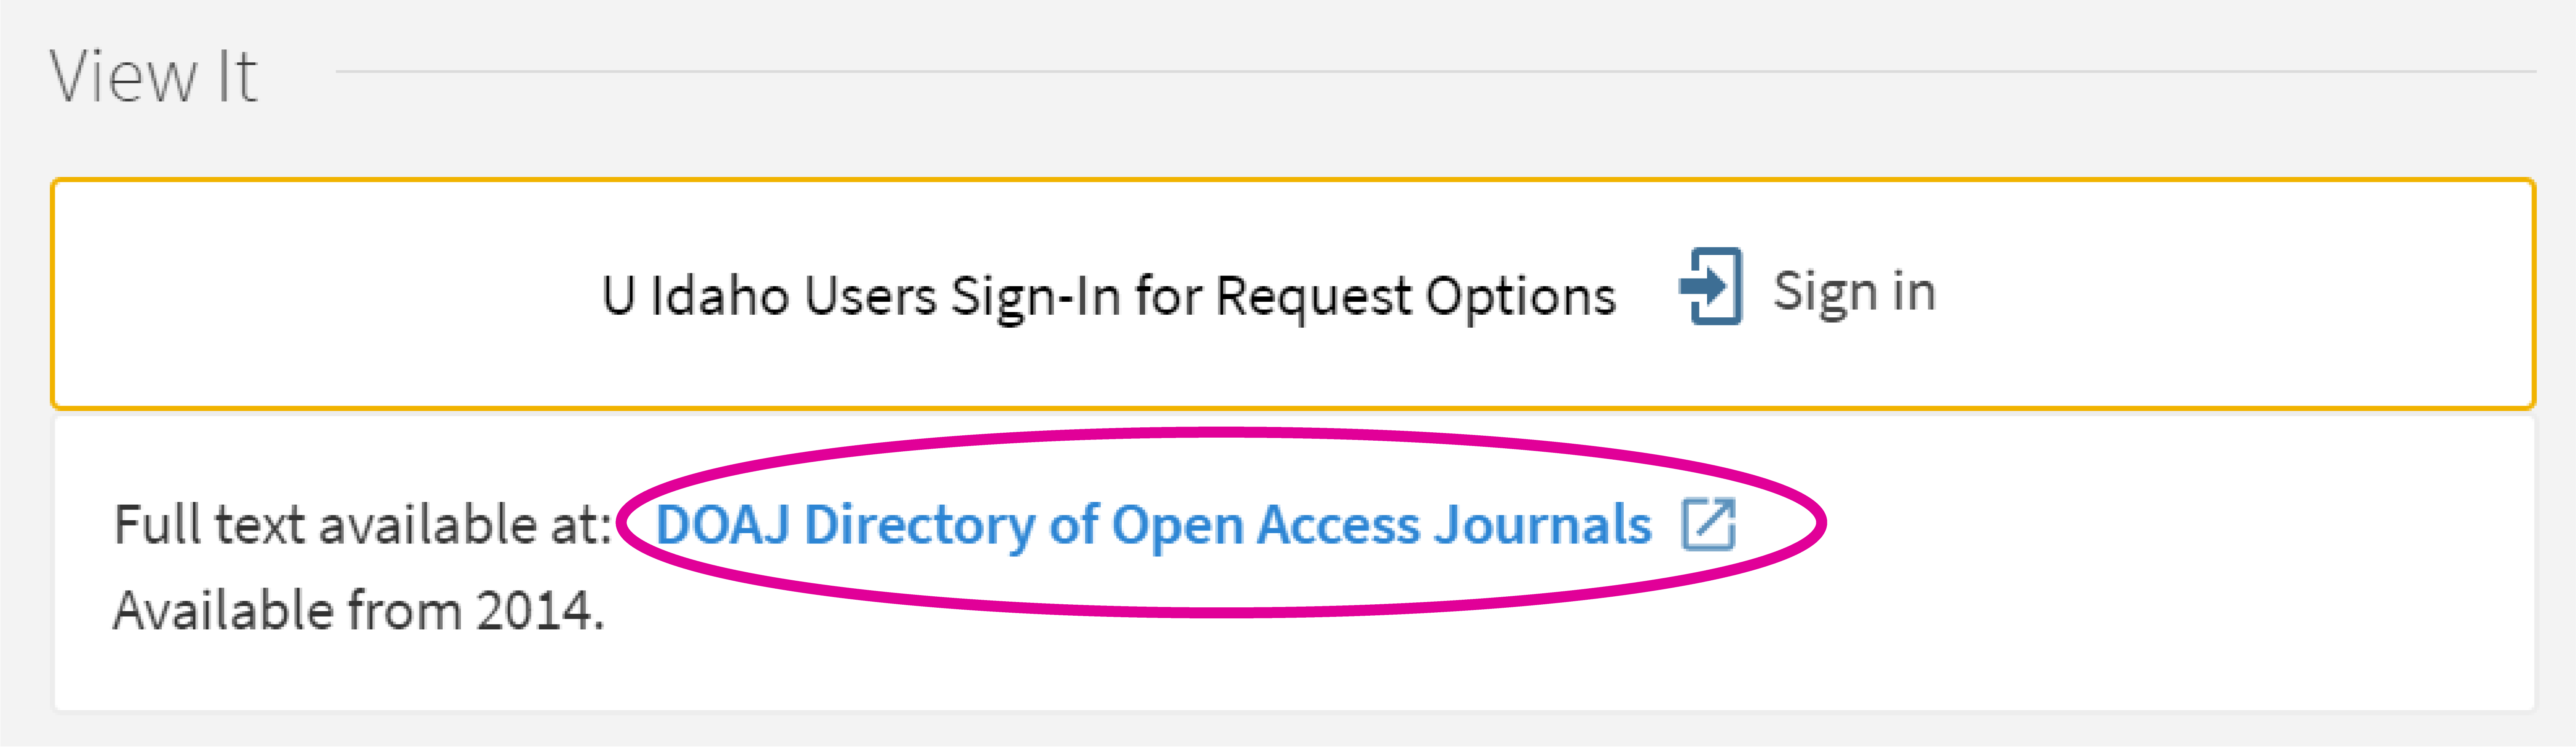 View It
U Idaho Users Sign-In for Request Options Sign in
Full text available at: DOAJ Directory of Open Access Journals
Available from 2014.